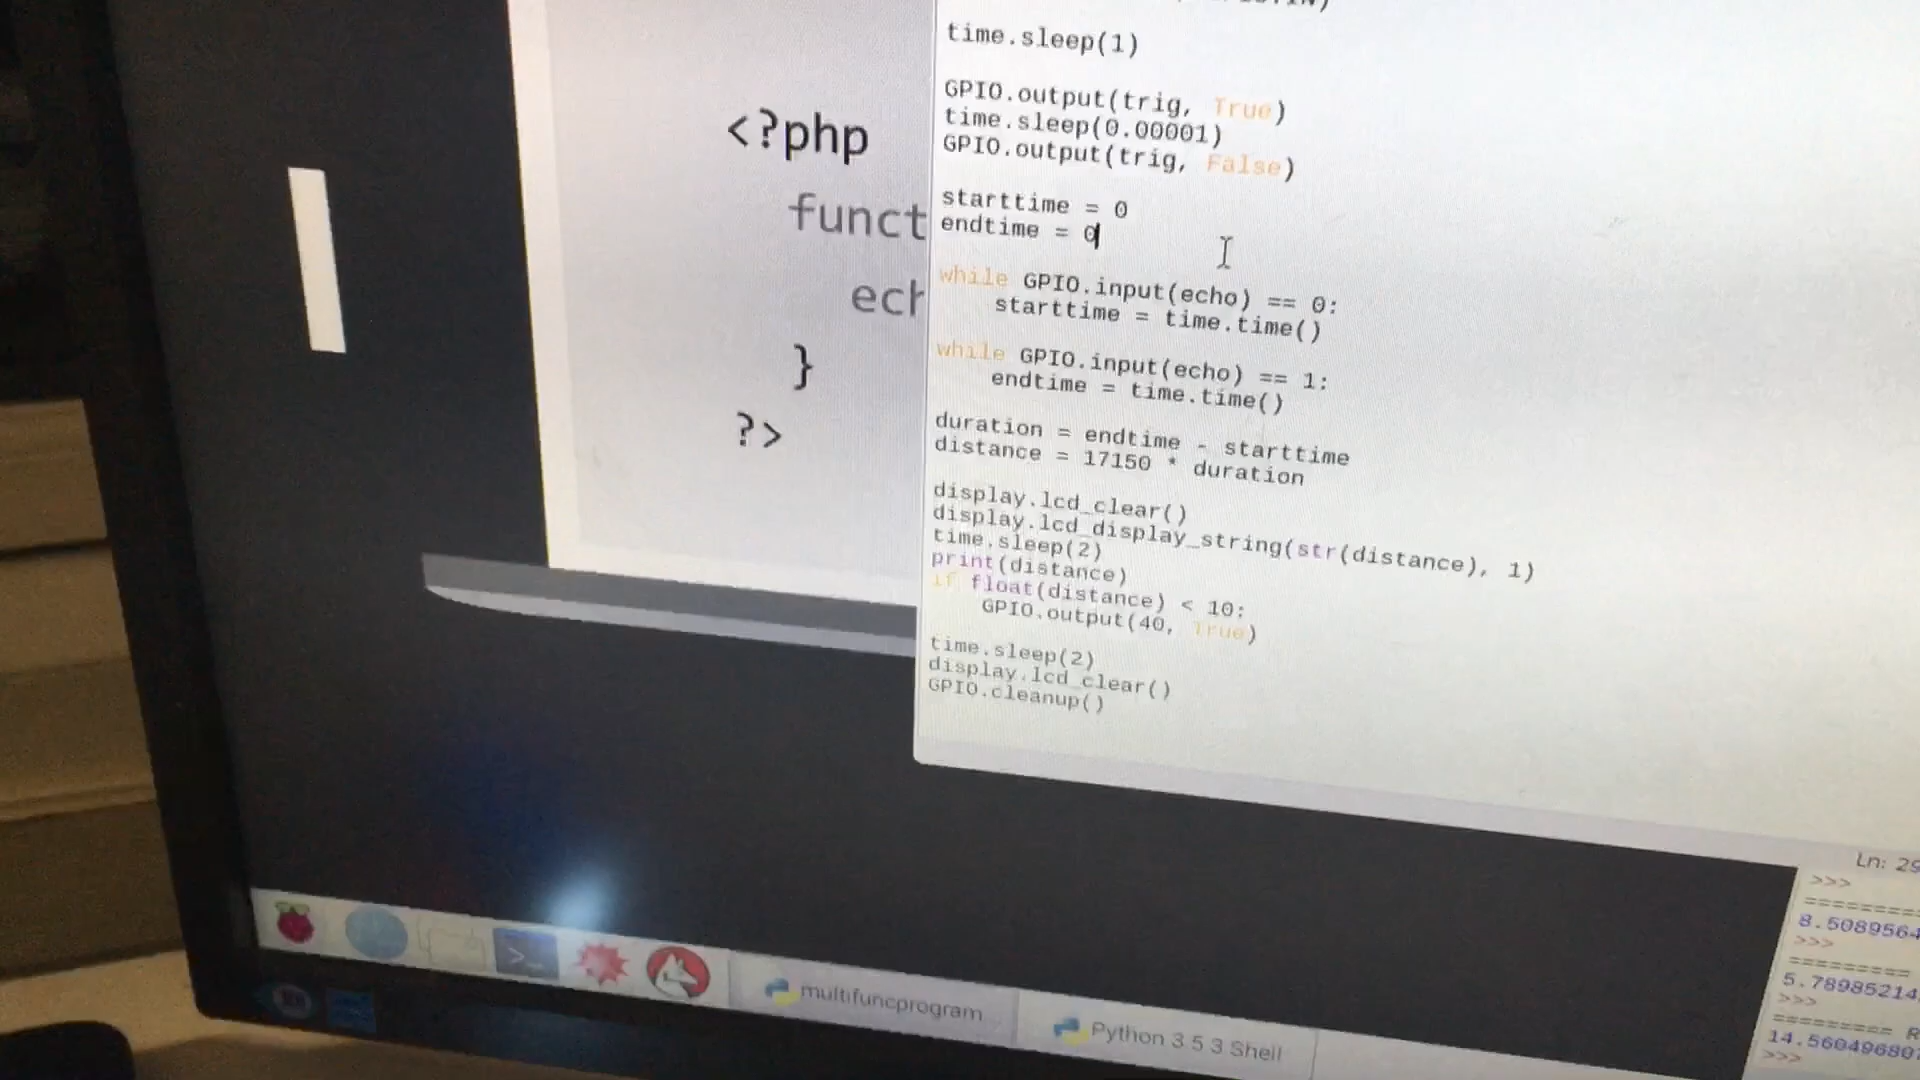 time.sleep(1)
GPIO.output(trig, True)
time.sleep(0.00001)
GPIO.output(trig, False)
starttime = 0
endtime = 0
while GPIO.input(echo) == 0:
    starttime = time.time()
while GPIO.input(echo) == 1:
    endtime = time.time()
duration = endtime - starttime
distance = 17150 * duration
display.lcd_clear()
display.lcd_display_string(str(distance), 1)
time.sleep(2)
print(distance)
if float(distance) < 10:
    GPIO.output(40, True)
time.sleep(2)
display.lcd_clear()
GPIO.cleanup()
<?php
funct
ech
}
?>
Ln: 29
>>>
=========
8.5089564
>>>
=========
5.78985214
>>>
========= R
14.56049680
>>>
>_
multifuncprogram
Python 3.5.3 Shell